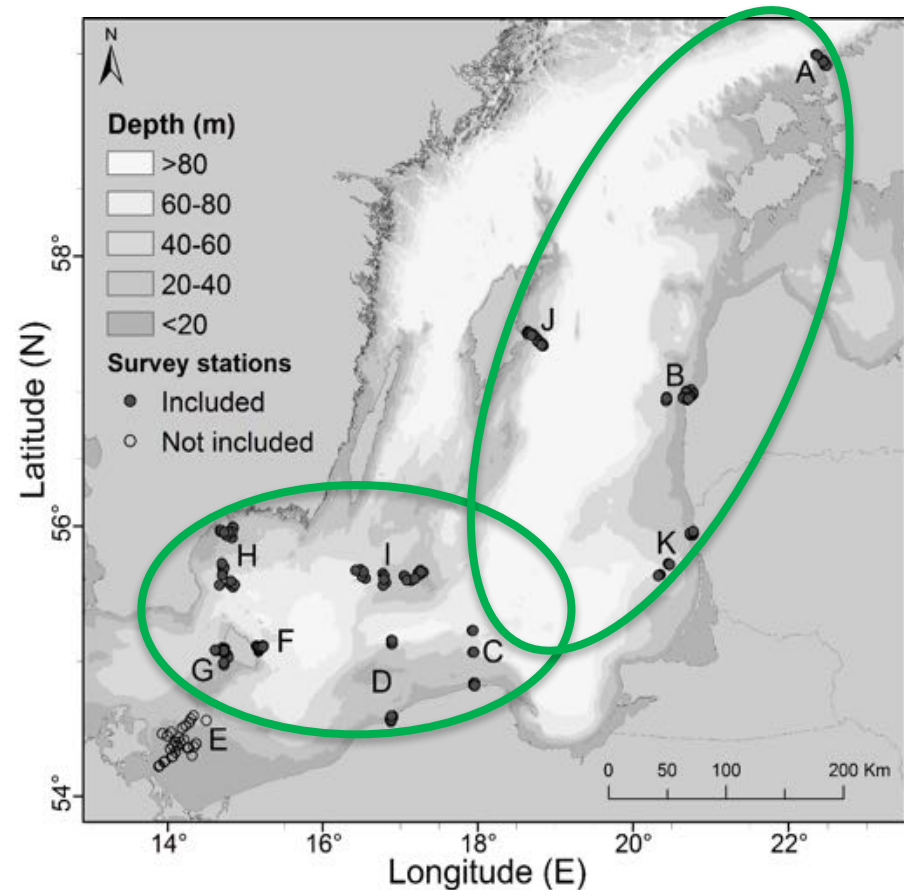 N
Depth (m)
>80
60-80
40-60
20-40
<20
Survey stations
Included
Not included
A
J
B
K
H
I
F
G
C
D
E
0 50 100 200 Km
58°
56°
54°
Latitude (N)
14° 16° 18° 20° 22°
Longitude (E)